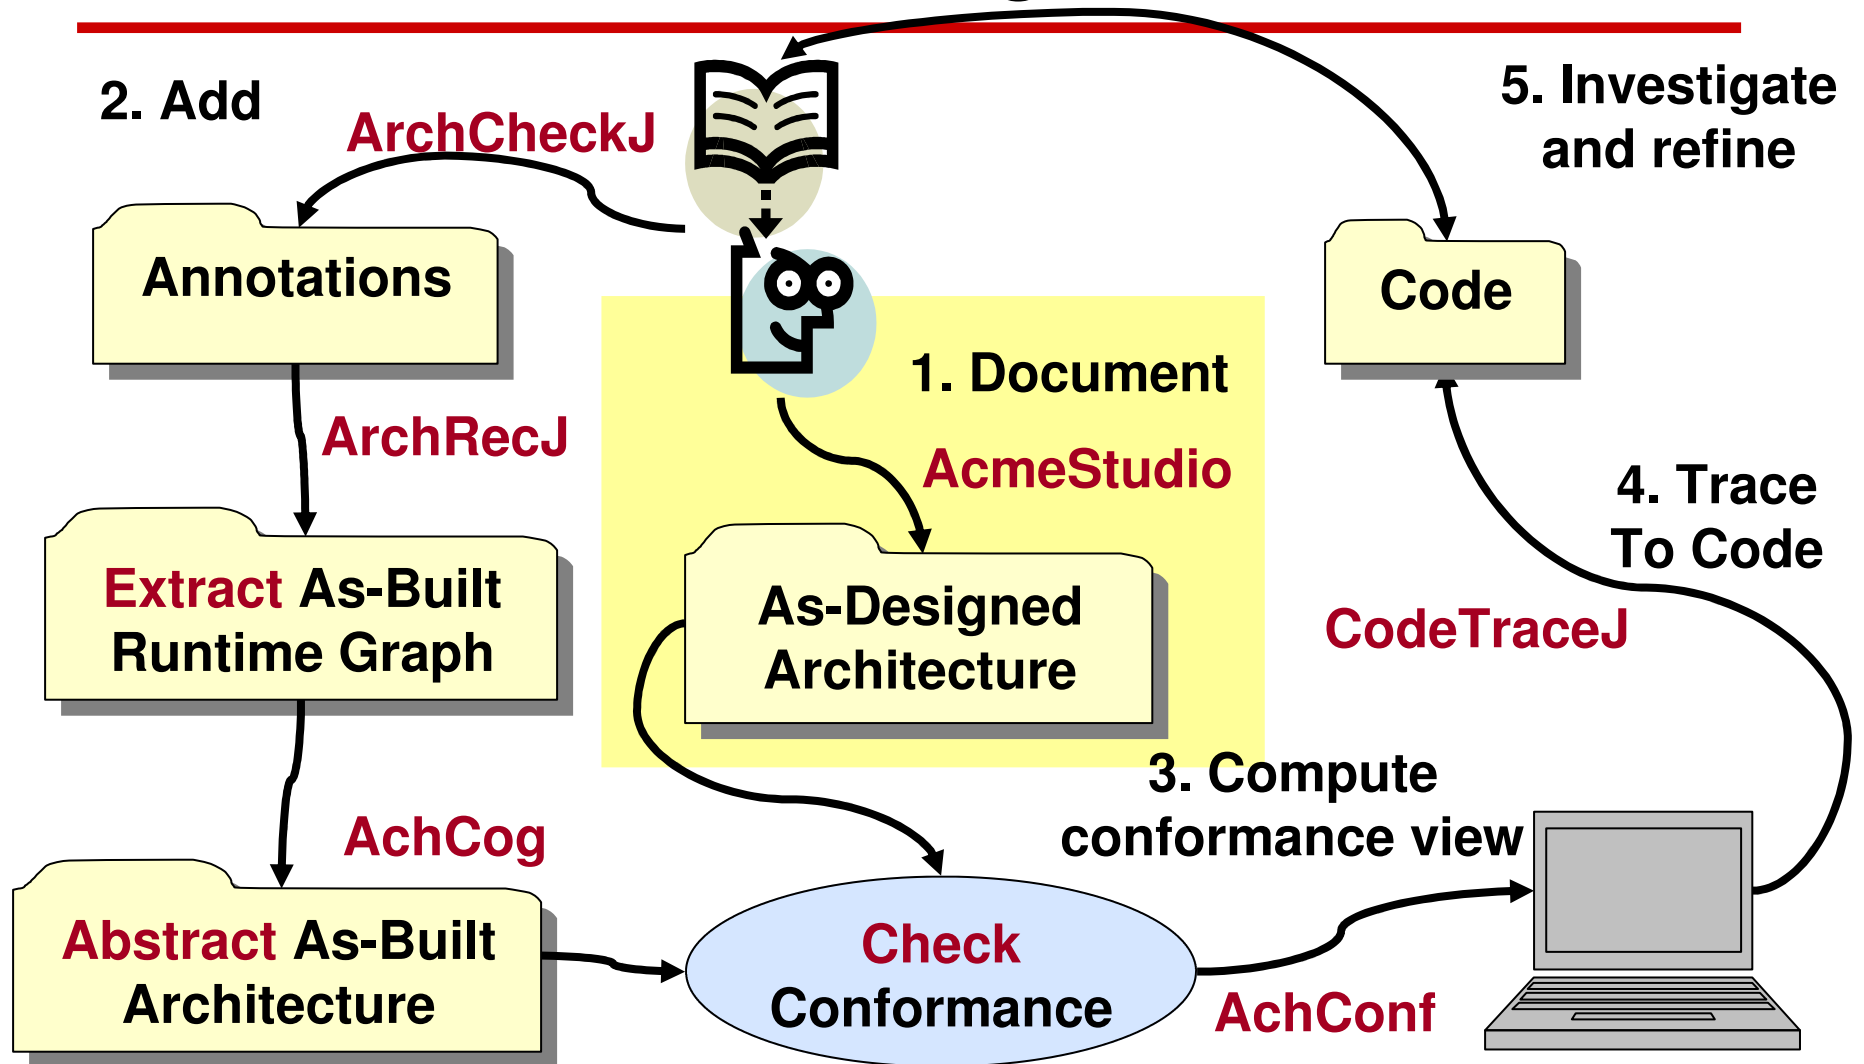 2. Add
ArchCheckJ
5. Investigate
and refine
Annotations
Code
1. Document
ArchRecJ
AcmeStudio
4. Trace
To Code
Extract As-Built
Runtime Graph
As-Designed
Architecture
CodeTraceJ
3. Compute
conformance view
AchCog
Abstract As-Built
Architecture
Check
Conformance
AchConf